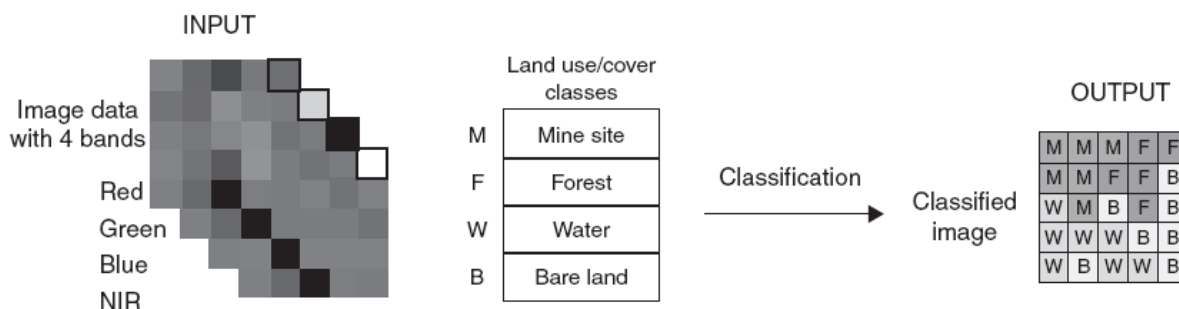 INPUT
Image data
with 4 bands
Red
Green
Blue
NIR
Land use/cover
classes
M Mine site
F Forest
W Water
B Bare land
Classification
Classified
image
OUTPUT
M M M F F
M M F F B
W M B F B
W W W B B
W B W W B